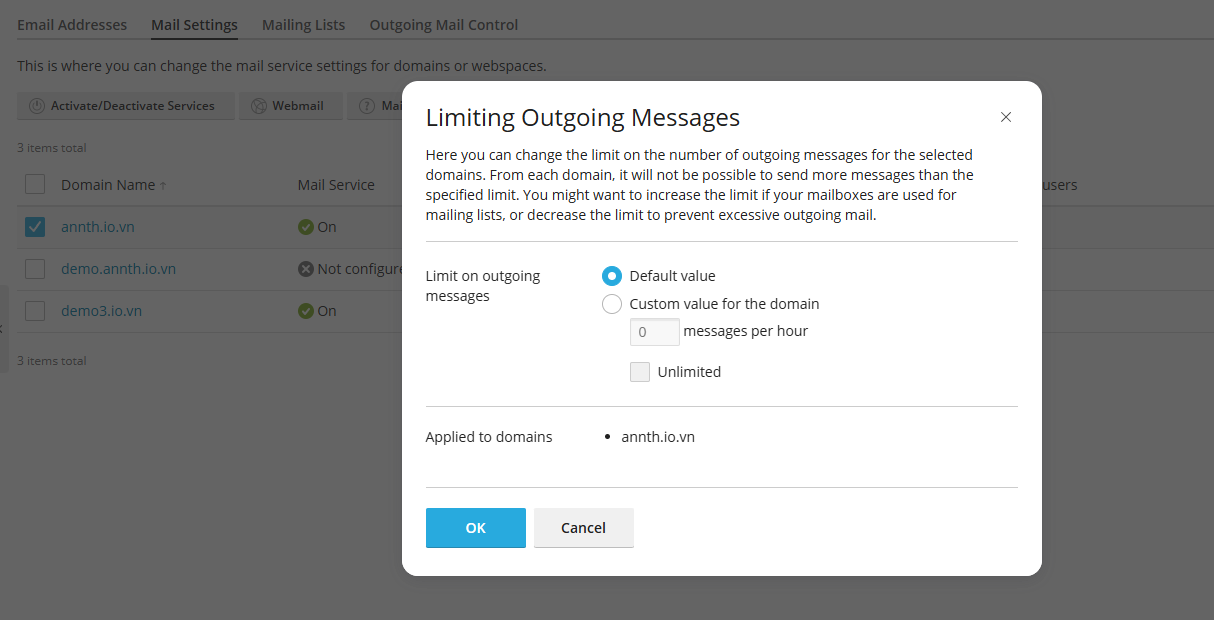 Email Addresses Mail Settings Mailing Lists Outgoing Mail Control
This is where you can change the mail service settings for domains or webspaces.
Activate/Deactivate Services Webmail
3 items total
Domain Name ↑ Mail Service users
annth.io.vn On
demo.annth.io.vn
demo3.io.vn On
3 items total
Limiting Outgoing Messages
Here you can change the limit on the number of outgoing messages for the selected
domains. From each domain, it will not be possible to send more messages than the
specified limit. You might want to increase the limit if your mailboxes are used for
mailing lists, or decrease the limit to prevent excessive outgoing mail.
Limit on outgoing
messages
Default value
Custom value for the domain
0 messages per hour
Unlimited
Applied to domains
• annth.io.vn
OK Cancel